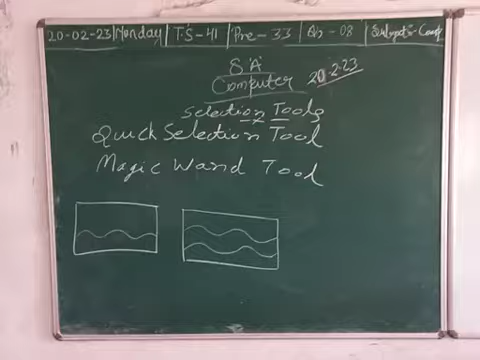 20-02-23 Monday T.S-41 Pre-33 Ab-08
8 A
Computer 20-2-23
Selection Tools
Quick Selection Tool
Magic Wand Tool